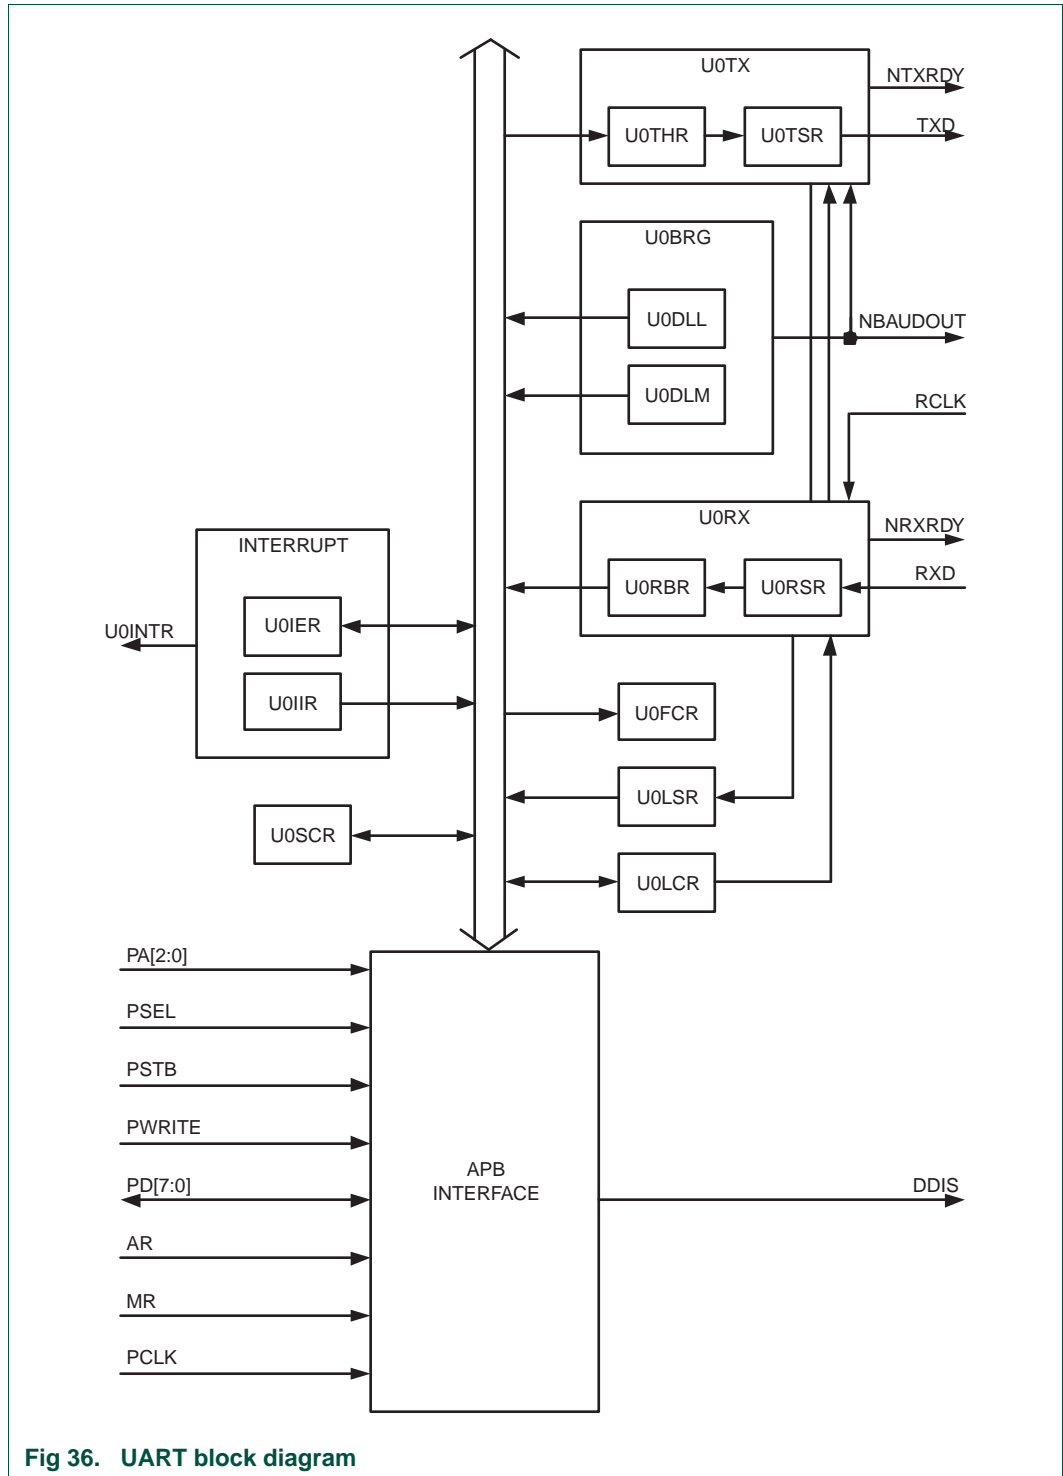 U0TX
NTXRDY
U0THR
U0TSR
TXD
U0BRG
U0DLL
NBAUDOUT
U0DLM
RCLK
U0RX
NRXRDY
INTERRUPT
U0RBR
U0RSR
RXD
U0INTR
U0IER
U0IIR
U0FCR
U0LSR
U0SCR
U0LCR
PA[2:0]
PSEL
PSTB
PWRITE
PD[7:0]
APB
INTERFACE
DDIS
AR
MR
PCLK
Fig 36. UART block diagram